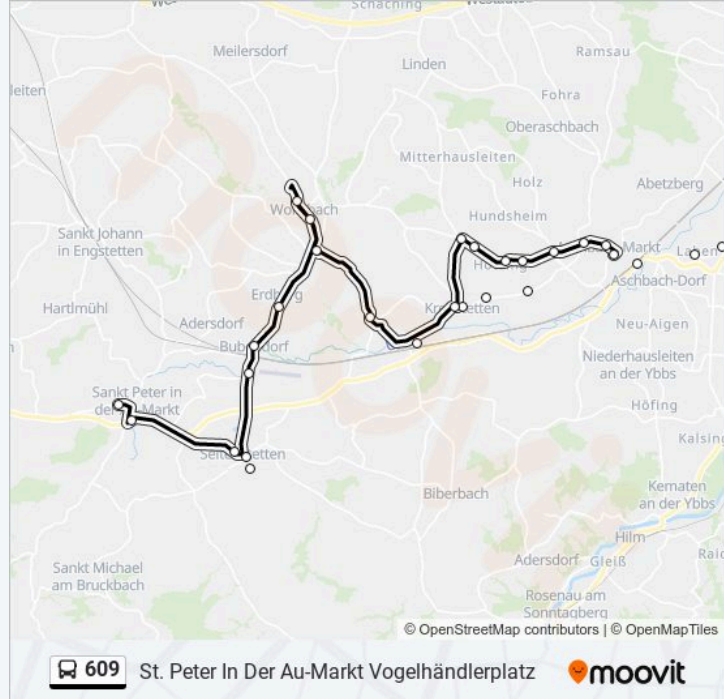 Schaching
Meilersdorf
Linden
Ramsau
leiten
Fohra
Oberaschbach
Mitterhausleiten
Holz
Abetzberg
Sankt Johann
in Engstetten
Hundsheim
Markt
Aschbach-Dorf
Hartlmühl
Erdberg
Adersdorf
Neu-Aigen
Niederhausleiten
an der Ybbs
Sankt Peter in
der Au-Markt
Höfing
Kalsing
Biberbach
Kematen
an der Ybbs
Hilm
Sankt Michael
am Bruckbach
Adersdorf
Gleiß
Rosenau am
Sonntagberg
© OpenStreetMap contributors | © OpenMapTiles
609 St. Peter In Der Au-Markt Vogelhändlerplatz
moovit